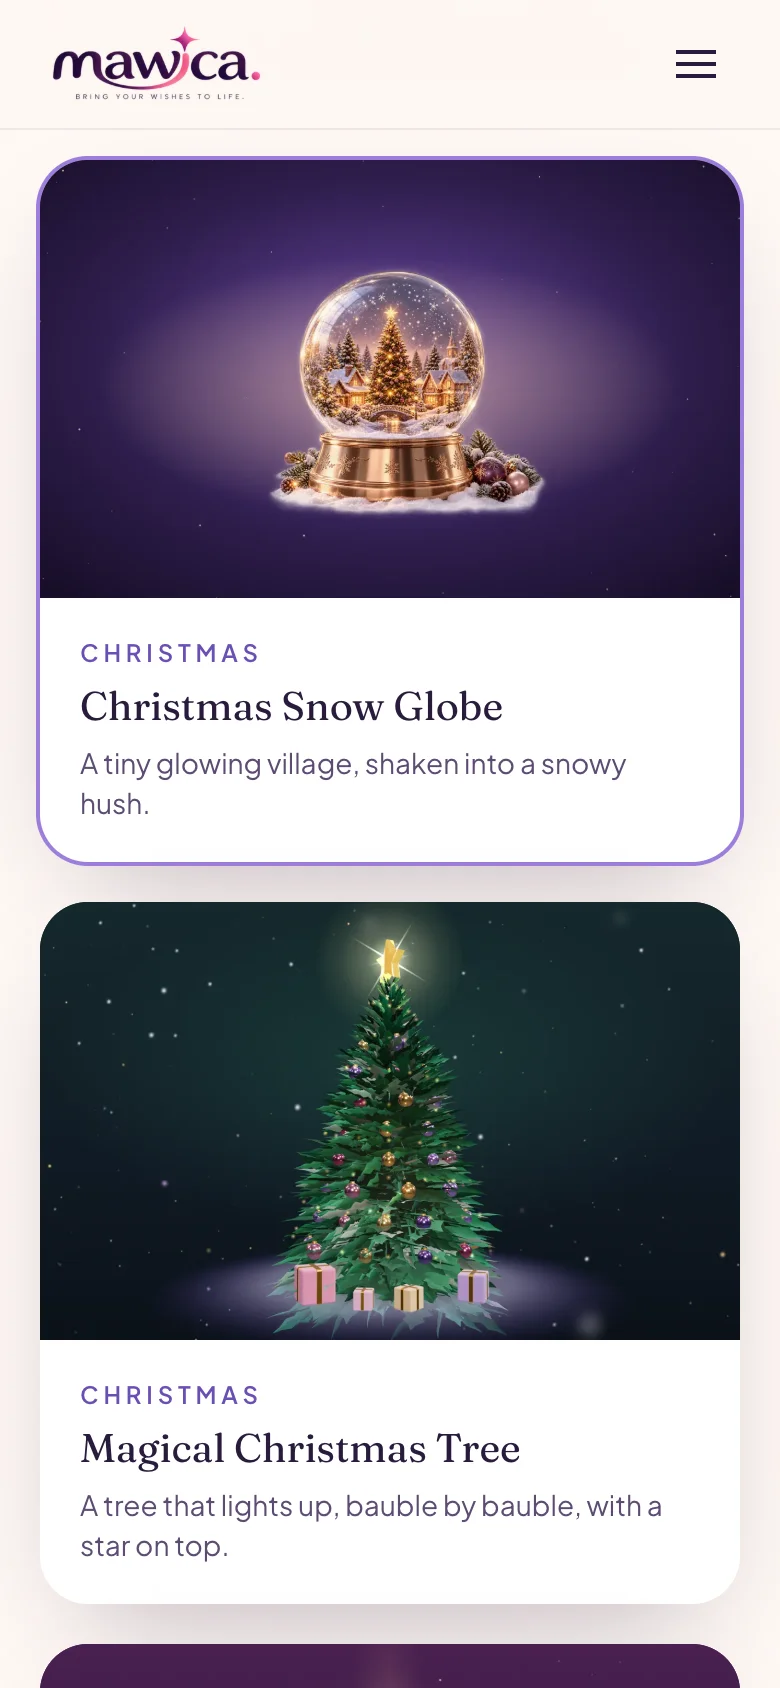 mawica.
BRING YOUR WISHES TO LIFE.
CHRISTMAS
Christmas Snow Globe
A tiny glowing village, shaken into a snowy
hush.
CHRISTMAS
Magical Christmas Tree
A tree that lights up, bauble by bauble, with a
star on top.